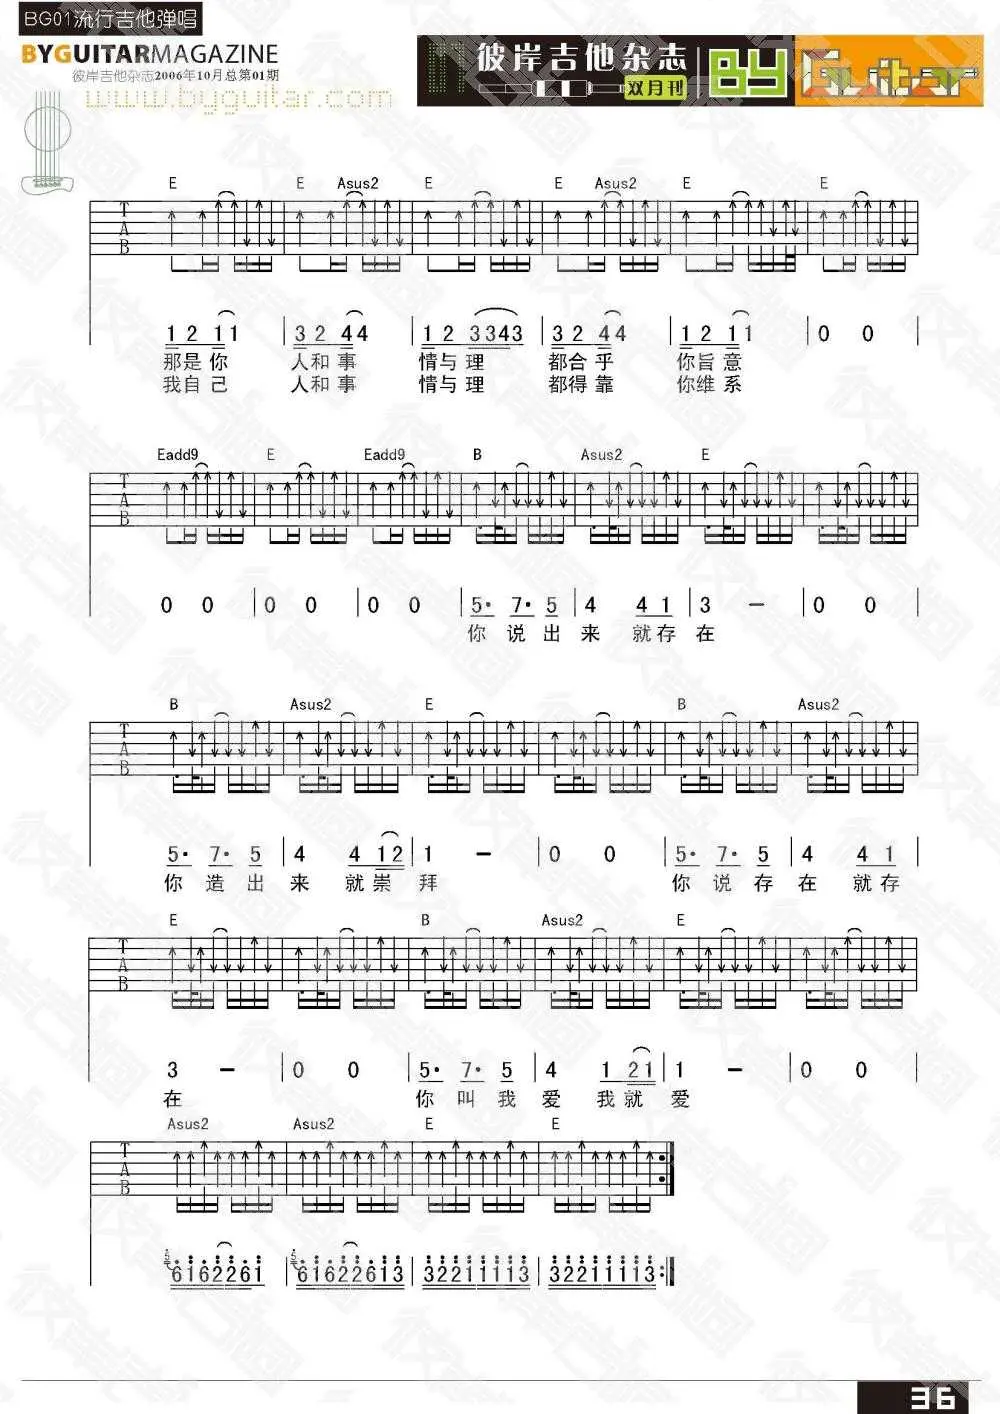 BG01流行吉他弹唱
BYGUITARMAGAZINE
彼岸吉他杂志2006年10月总第01期
www.byguitar.com
01 彼岸吉他杂志 双月刊 BY Guitar
E E Asus2 E E Asus2 E E
T A B
1 2 1 1 | 3 2 4 4 | 1 2 3 3 4 3 | 3 2 4 4 | 1 2 1 1 | 0 0
那是你 人和事 情与理 都合乎 你旨意
我自己 人和事 情与理 都得靠 你维系
Eadd9 E Eadd9 B Asus2 E
T A B
0 0 | 0 0 | 0 0 | 5· 7· 5 | 4 4 1 | 3 - | 0 0
你 说 出 来 就存 在
B Asus2 E B Asus2
T A B
5· 7· 5 | 4 4 1 2 | 1 - | 0 0 | 5· 7· 5 | 4 4 1
你 造 出 来 就崇 拜 你 说 存 在 就存
E B Asus2 E
T A B
3 - | 0 0 | 5· 7· 5 | 4 1 2 1 | 1 - | 0 0
在 你 叫 我 爱 我就 爱
Asus2 Asus2 E E
T A B
5 6 1 6 2 2 6 1 | 5 6 1 6 2 2 6 1 3 | 3 2 2 1 1 1 1 3 | 3 2 2 1 1 1 1 3 :|
36